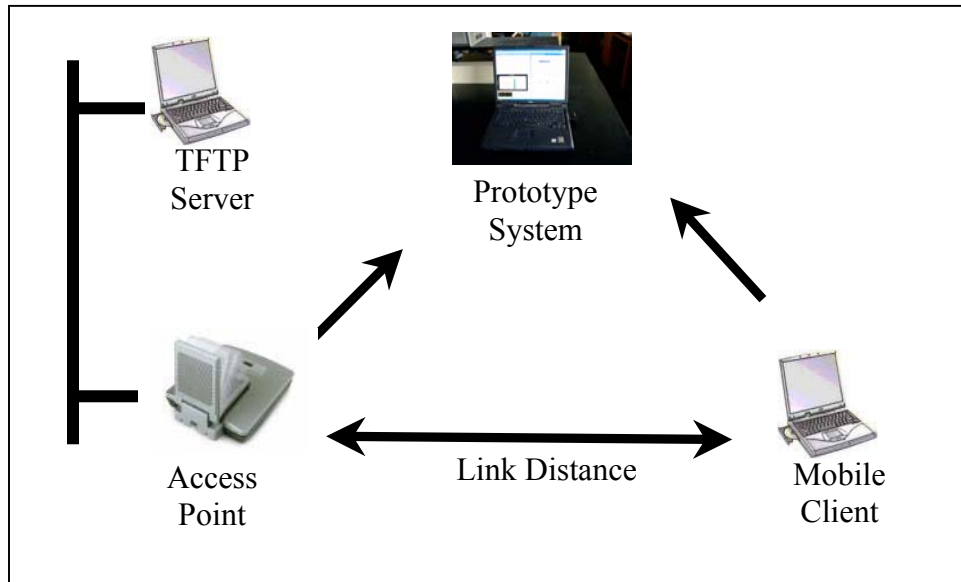 TFTP
Server
Prototype
System
Access
Point
Link Distance
Mobile
Client